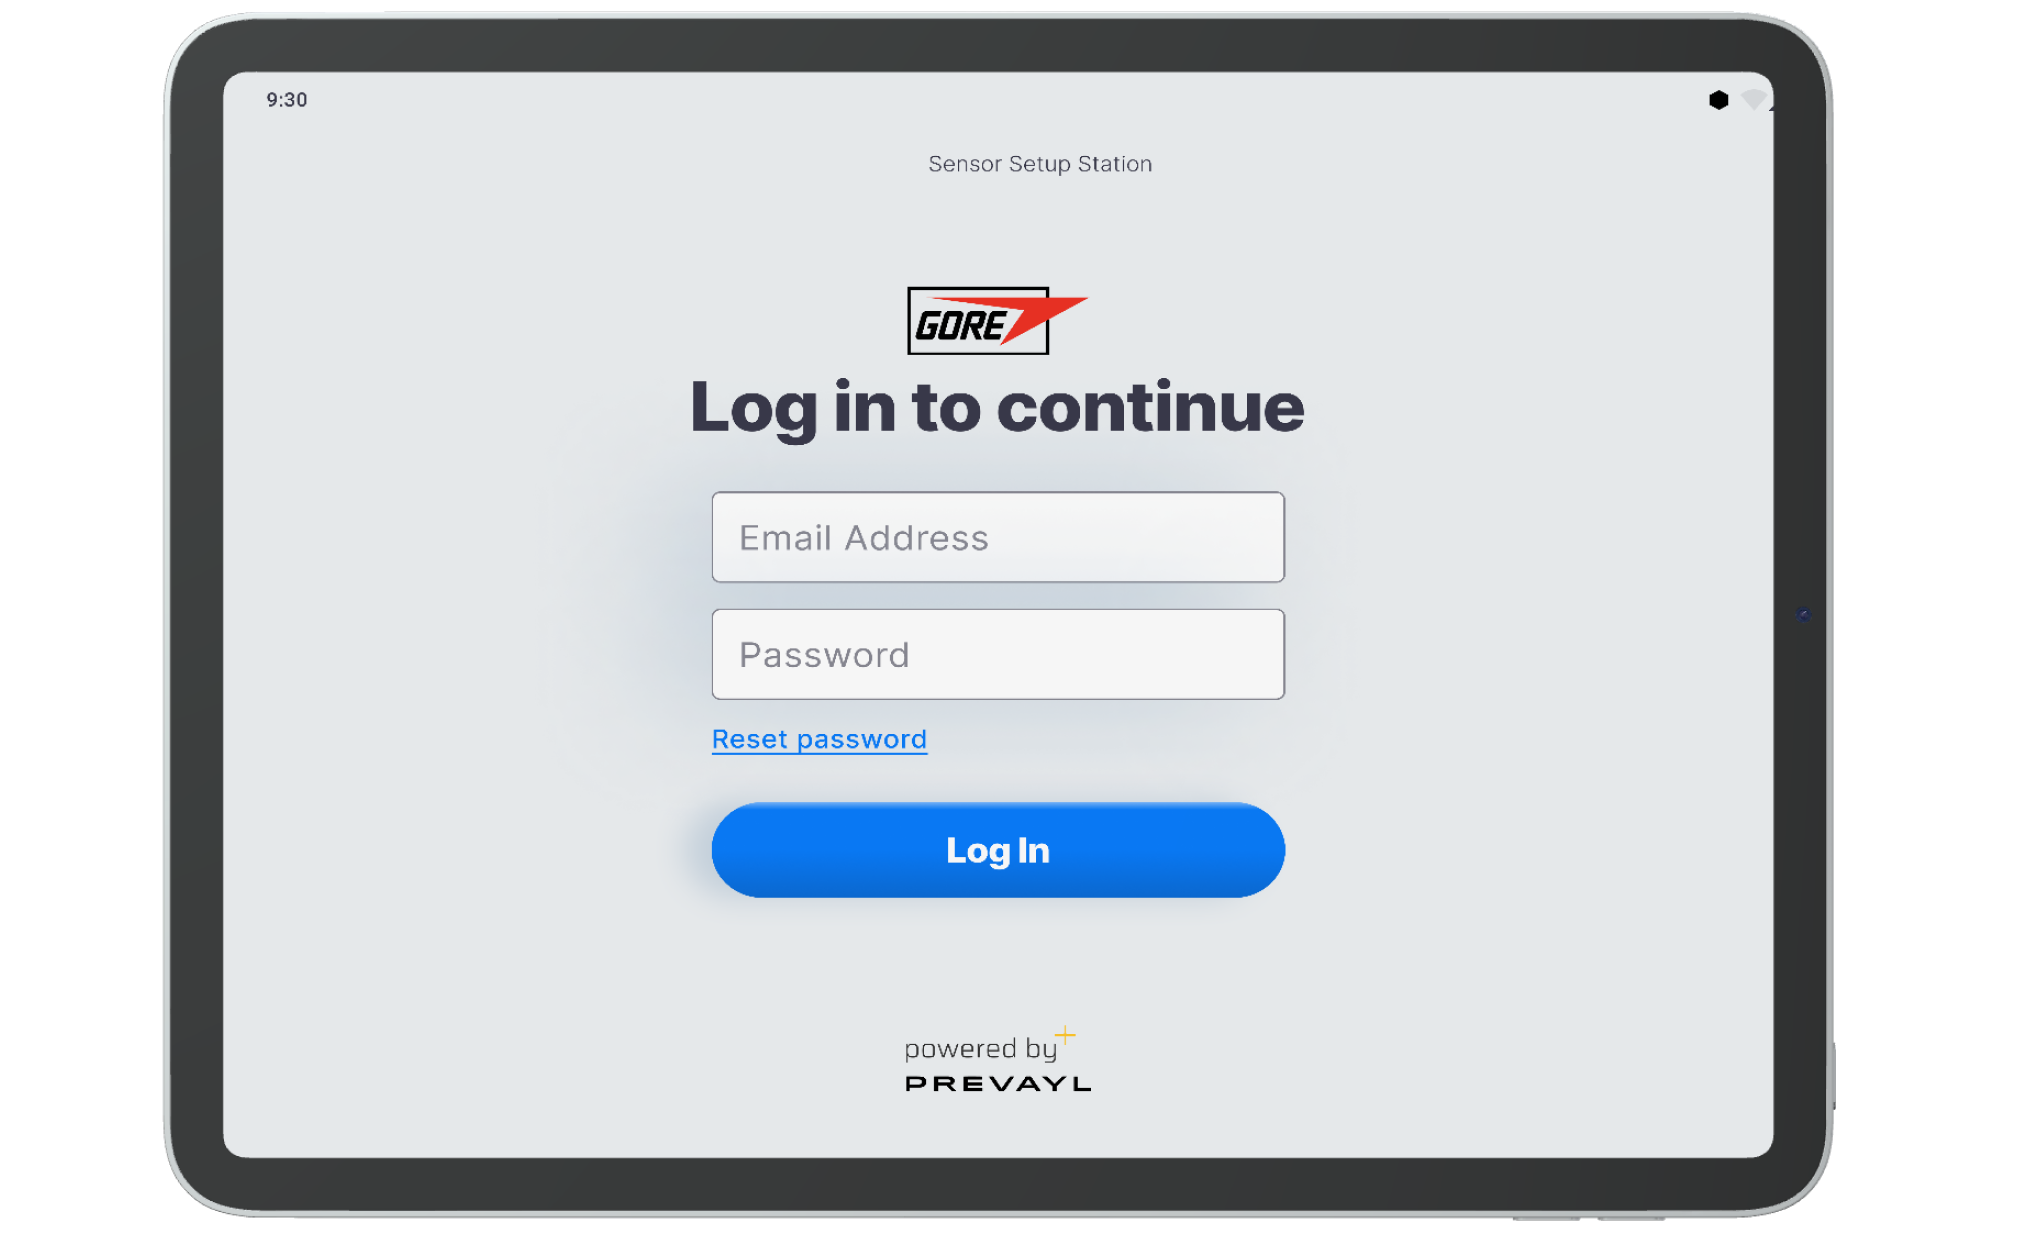 9:30
Sensor Setup Station
GORE
Log in to continue
Email Address
Password
Reset password
Log In
powered by
PREVAYL